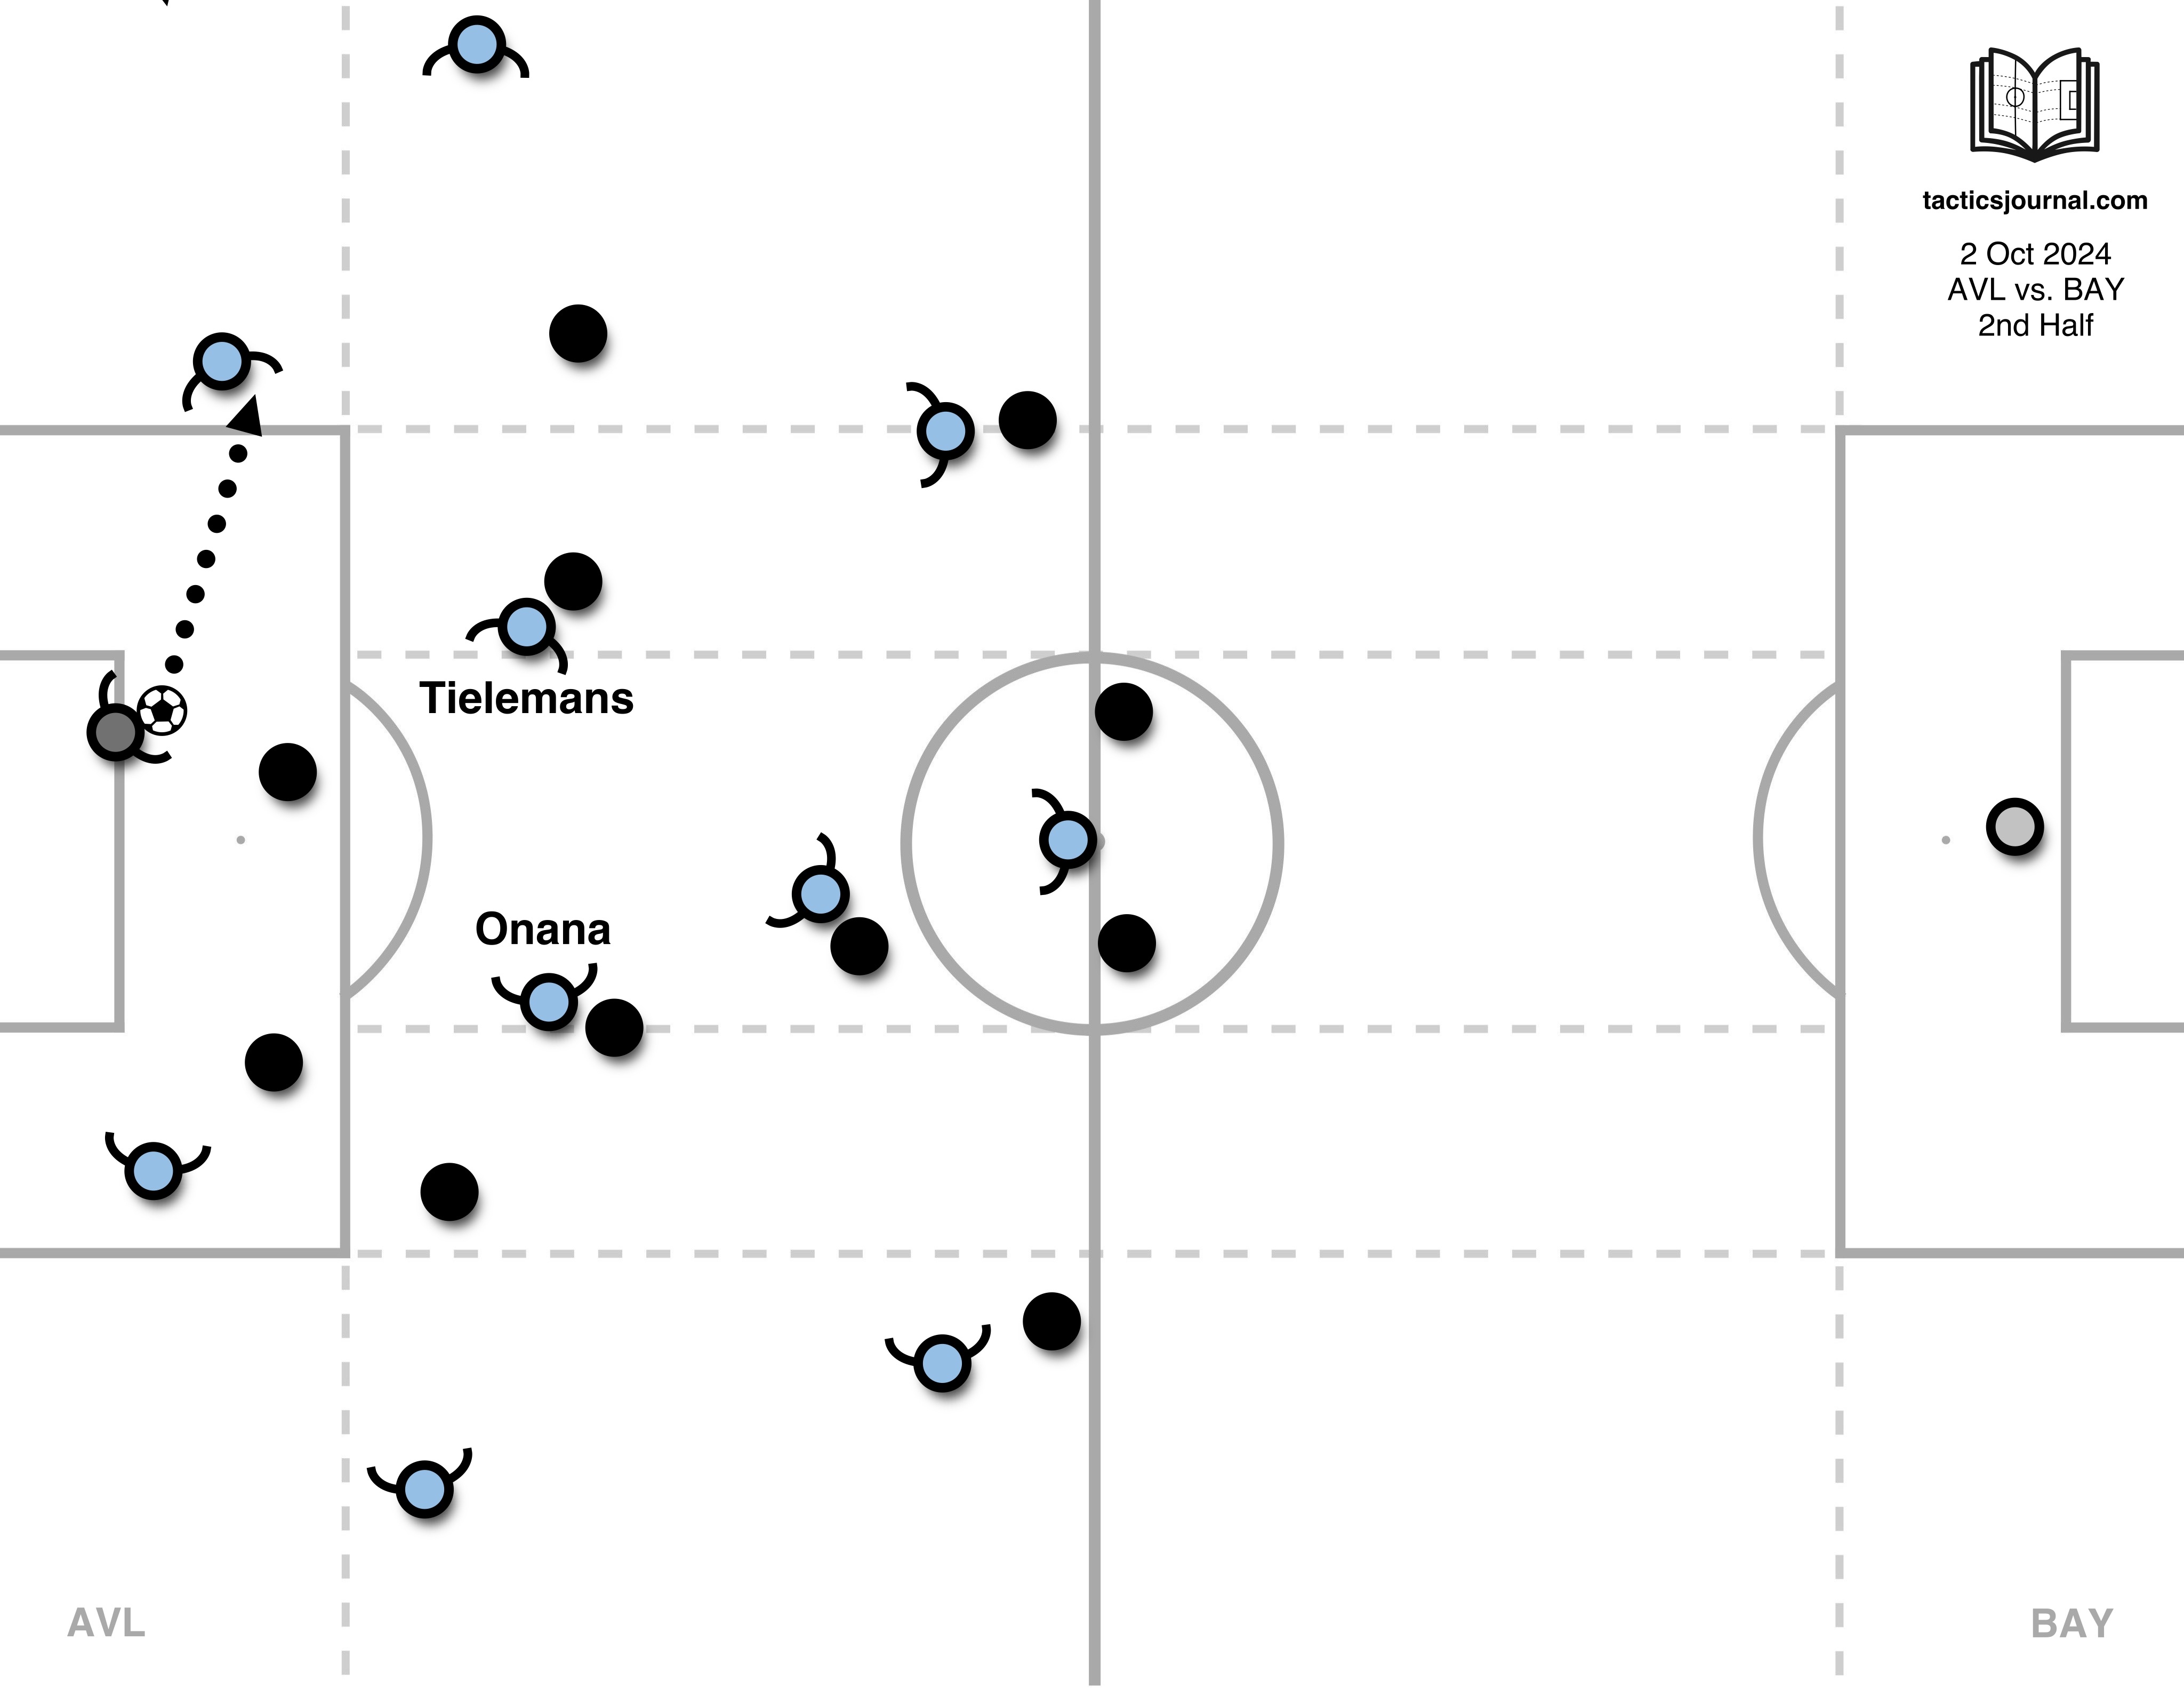 tacticsjournal.com
2 Oct 2024
AVL vs. BAY
2nd Half
Tielemans
Onana
AVL
BAY